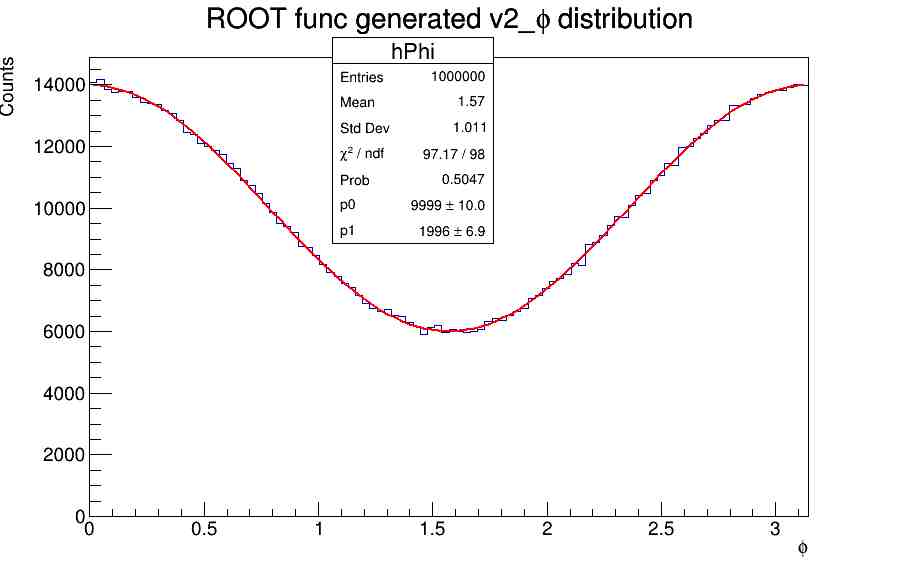 ROOT func generated v2_ϕ distribution
hPhi
Entries 1000000
Mean 1.57
Std Dev 1.011
χ² / ndf 97.17 / 98
Prob 0.5047
p0 9999 ± 10.0
p1 1996 ± 6.9
Counts
14000
12000
10000
8000
6000
4000
2000
0
0 0.5 1 1.5 2 2.5 3
ϕ